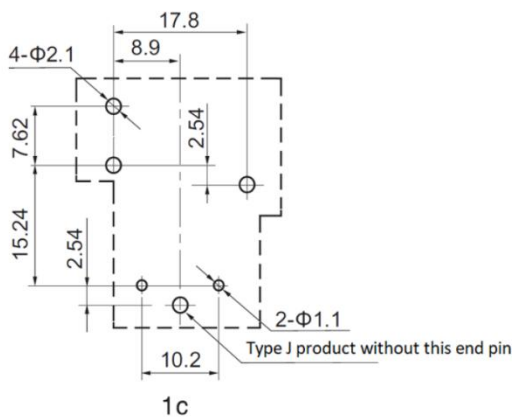 17.8
8.9
4-Φ2.1
7.62
2.54
15.24
2.54
2-Φ1.1
Type J product without this end pin
10.2
1c